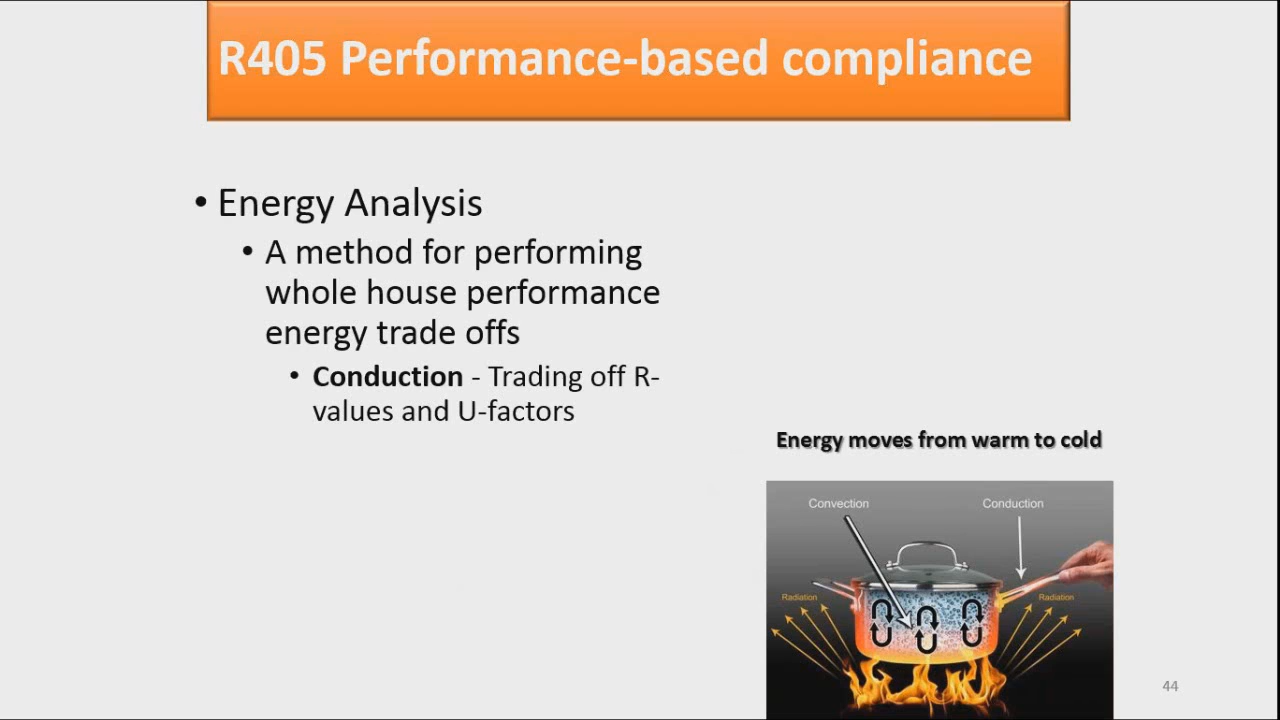 R405 Performance-based compliance
• Energy Analysis
• A method for performing
whole house performance
energy trade offs
• Conduction - Trading off R-
values and U-factors
Energy moves from warm to cold
Convection
Conduction
Radiation
Radiation
44